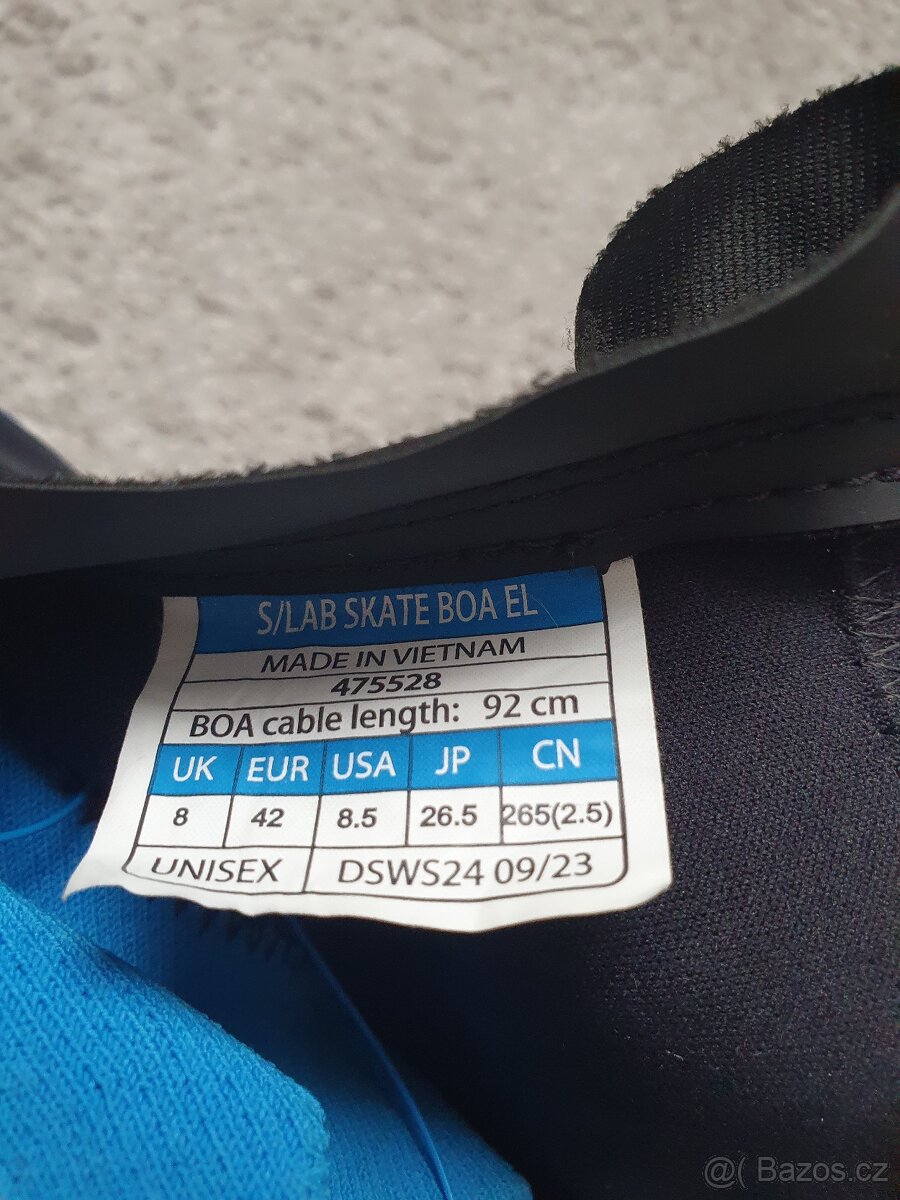 S/LAB SKATE BOA EL
MADE IN VIETNAM
475528
BOA cable length: 92 cm
UK EUR USA JP CN
8 42 8.5 26.5 265(2.5)
UNISEX DSWS24 09/23
@( Bazos.cz